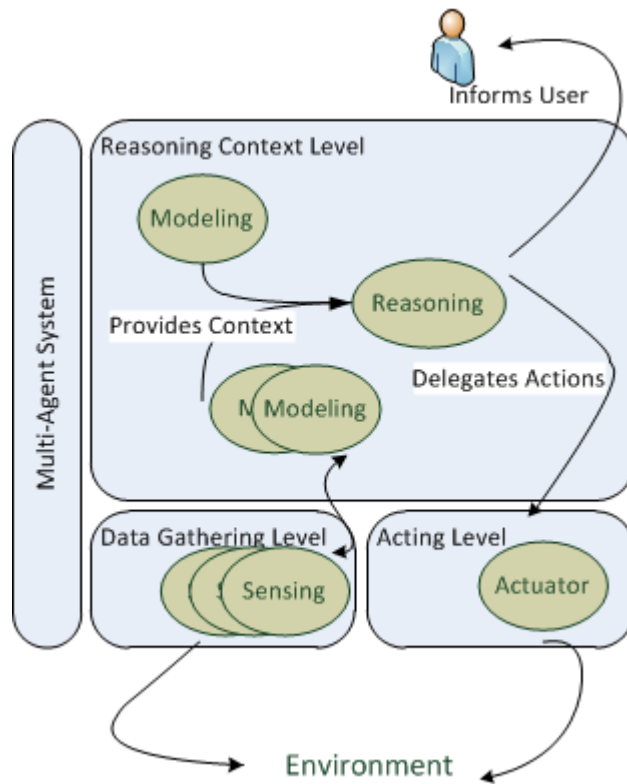 Informs User
Multi-Agent System
Reasoning Context Level
Modeling
Reasoning
Provides Context
Delegates Actions
M
Modeling
Data Gathering Level
Acting Level
Sensing
Actuator
Environment